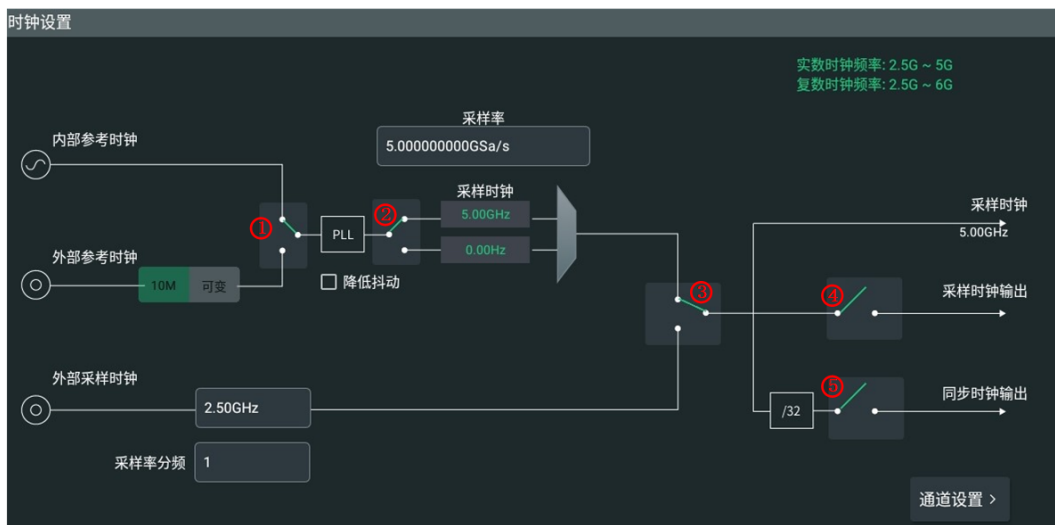 时钟设置
实数时钟频率: 2.5G ~ 5G
复数时钟频率: 2.5G ~ 6G
采样率
5.000000000GSa/s
内部参考时钟
采样时钟
5.00GHz
0.00Hz
①
②
PLL
降低抖动
外部参考时钟
10M
可变
采样时钟
5.00GHz
③
④
采样时钟输出
外部采样时钟
2.50GHz
⑤
/32
同步时钟输出
采样率分频
1
通道设置 >